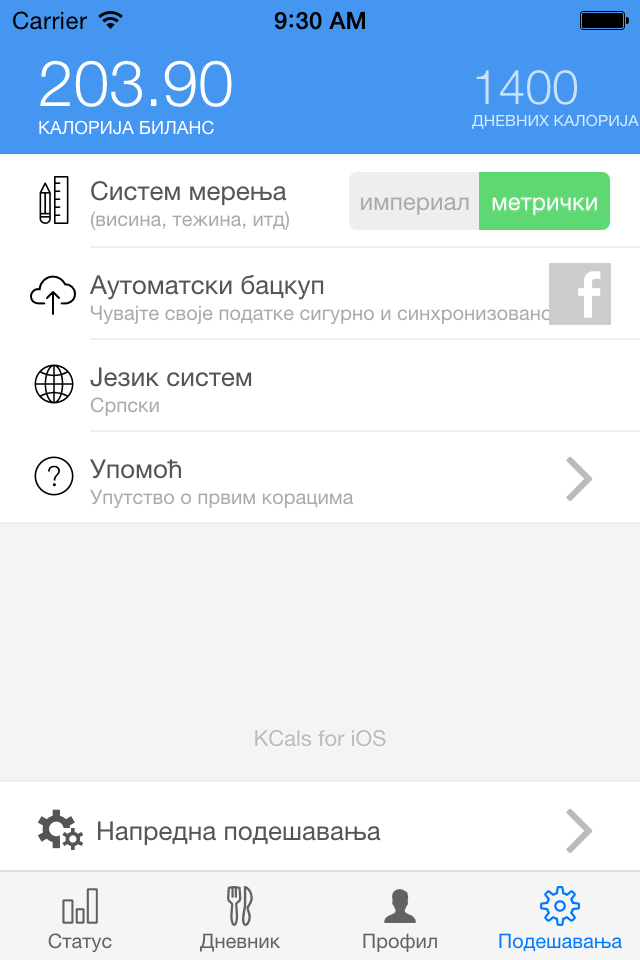 Carrier 9:30 AM
203.90
КАЛОРИЈА БИЛАНС
1400
ДНЕВНИХ КАЛОРИЈА
Систем мерења
(висина, тежина, итд)
империал метрички
Аутоматски бацкуп
Чувајте своје податке сигурно и синхронизовано
f
Језик систем
Српски
?
Упомоћ
Упутство о првим корацима
KCals for iOS
Напредна подешавања
Статус Дневник Профил Подешавања